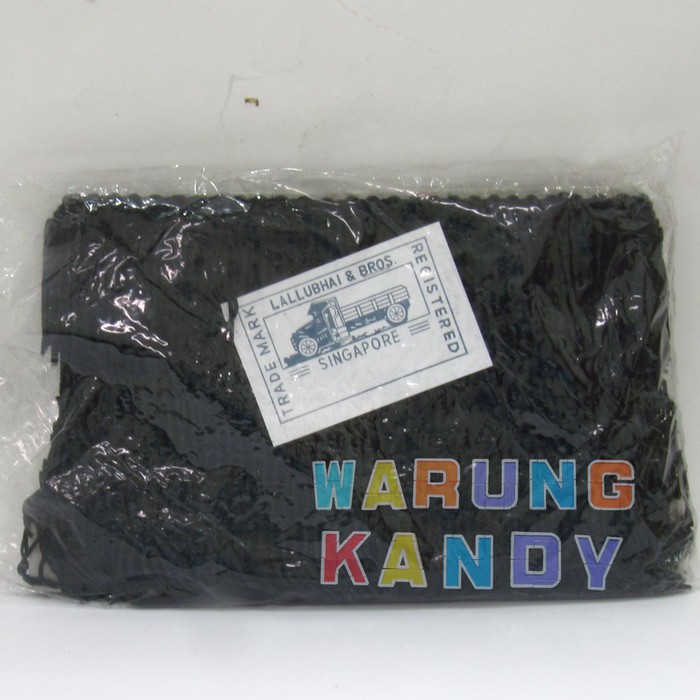 LALLUBHAI & BROS.
TRADE MARK
REGISTERED
SINGAPORE
WARUNG
KANDY